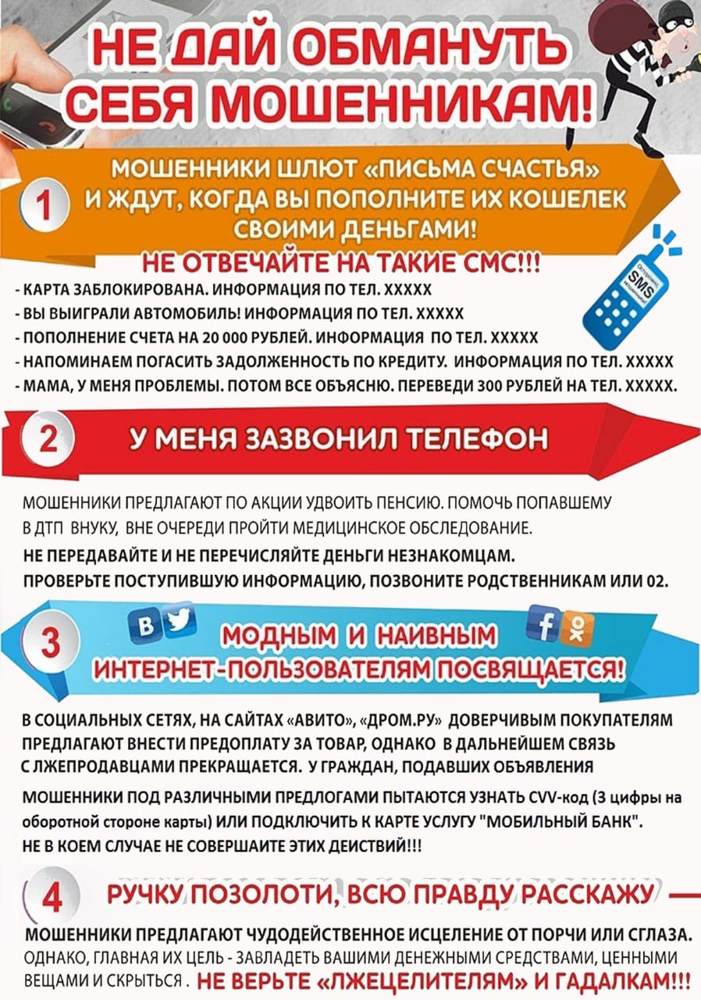 НЕ ДАЙ ОБМАНУТЬ
СЕБЯ МОШЕННИКАМ!
1
МОШЕННИКИ ШЛЮТ «ПИСЬМА СЧАСТЬЯ»
И ЖДУТ, КОГДА ВЫ ПОПОЛНИТЕ ИХ КОШЕЛЕК
СВОИМИ ДЕНЬГАМИ!
НЕ ОТВЕЧАЙТЕ НА ТАКИЕ СМС!!!
Осторожно,
SMS
мошенники!
- КАРТА ЗАБЛОКИРОВАНА. ИНФОРМАЦИЯ ПО ТЕЛ. XXXXX
- ВЫ ВЫИГРАЛИ АВТОМОБИЛЬ! ИНФОРМАЦИЯ ПО ТЕЛ. XXXXX
- ПОПОЛНЕНИЕ СЧЕТА НА 20 000 РУБЛЕЙ. ИНФОРМАЦИЯ ПО ТЕЛ. XXXXX
- НАПОМИНАЕМ ПОГАСИТЬ ЗАДОЛЖЕННОСТЬ ПО КРЕДИТУ. ИНФОРМАЦИЯ ПО ТЕЛ. XXXXX
- МАМА, У МЕНЯ ПРОБЛЕМЫ. ПОТОМ ВСЕ ОБЪЯСНЮ. ПЕРЕВЕДИ 300 РУБЛЕЙ НА ТЕЛ. XXXXX.
2
У МЕНЯ ЗАЗВОНИЛ ТЕЛЕФОН
МОШЕННИКИ ПРЕДЛАГАЮТ ПО АКЦИИ УДВОИТЬ ПЕНСИЮ. ПОМОЧЬ ПОПАВШЕМУ
В ДТП ВНУКУ, ВНЕ ОЧЕРЕДИ ПРОЙТИ МЕДИЦИНСКОЕ ОБСЛЕДОВАНИЕ.
НЕ ПЕРЕДАВАЙТЕ И НЕ ПЕРЕЧИСЛЯЙТЕ ДЕНЬГИ НЕЗНАКОМЦАМ.
ПРОВЕРЬТЕ ПОСТУПИВШУЮ ИНФОРМАЦИЮ, ПОЗВОНИТЕ РОДСТВЕННИКАМ ИЛИ 02.
3
В
f
МОДНЫМ И НАИВНЫМ
ИНТЕРНЕТ-ПОЛЬЗОВАТЕЛЯМ ПОСВЯЩАЕТСЯ!
В СОЦИАЛЬНЫХ СЕТЯХ, НА САЙТАХ «АВИТО», «ДРОМ.РУ» ДОВЕРЧИВЫМ ПОКУПАТЕЛЯМ
ПРЕДЛАГАЮТ ВНЕСТИ ПРЕДОПЛАТУ ЗА ТОВАР, ОДНАКО В ДАЛЬНЕЙШЕМ СВЯЗЬ
С ЛЖЕПРОДАВЦАМИ ПРЕКРАЩАЕТСЯ. У ГРАЖДАН, ПОДАВШИХ ОБЪЯВЛЕНИЯ
МОШЕННИКИ ПОД РАЗЛИЧНЫМИ ПРЕДЛОГАМИ ПЫТАЮТСЯ УЗНАТЬ CVV-код (3 цифры на
оборотной стороне карты) ИЛИ ПОДКЛЮЧИТЬ К КАРТЕ УСЛУГУ "МОБИЛЬНЫЙ БАНК".
НЕ В КОЕМ СЛУЧАЕ НЕ СОВЕРШАИТЕ ЭТИХ ДЕИСТВИЙ!!!
4
РУЧКУ ПОЗОЛОТИ, ВСЮ ПРАВДУ РАССКАЖУ
МОШЕННИКИ ПРЕДЛАГАЮТ ЧУДОДЕЙСТВЕННОЕ ИСЦЕЛЕНИЕ ОТ ПОРЧИ ИЛИ СГЛАЗА.
ОДНАКО, ГЛАВНАЯ ИХ ЦЕЛЬ - ЗАВЛАДЕТЬ ВАШИМИ ДЕНЕЖНЫМИ СРЕДСТВАМИ, ЦЕННЫМИ
ВЕЩАМИ И СКРЫТЬСЯ . НЕ ВЕРЬТЕ «ЛЖЕЦЕЛИТЕЛЯМ» И ГАДАЛКАМ!!!